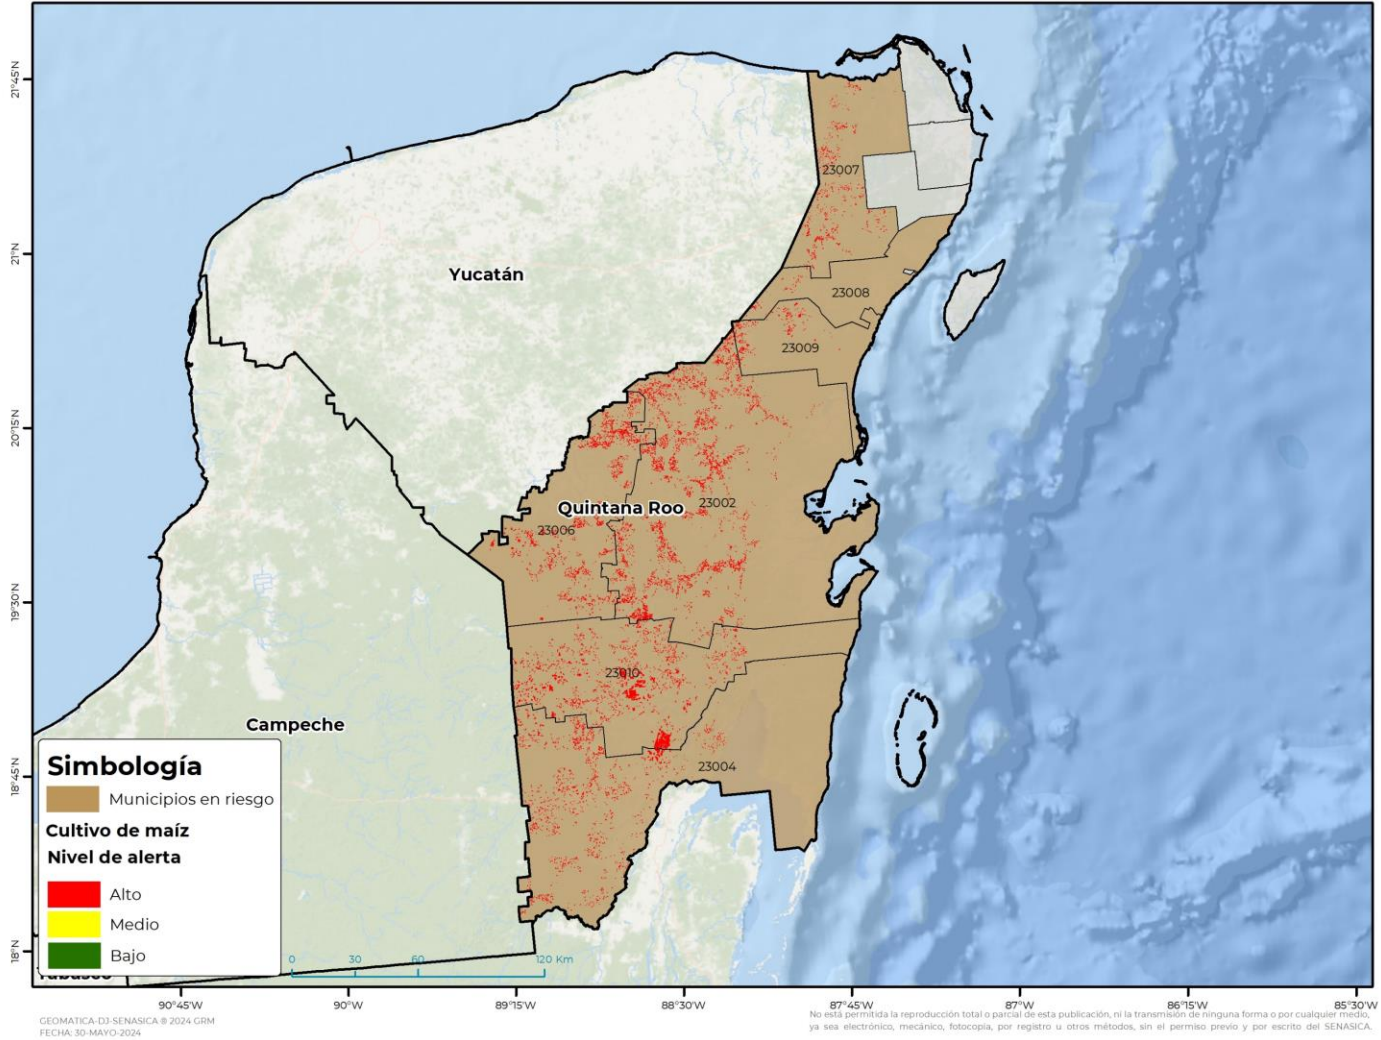 21°45'N
21°N
20°15'N
19°30'N
18°45'N
18°N
23007
Yucatán
23008
23009
Quintana Roo
23002
23006
23010
Campeche
23004
Simbología
Municipios en riesgo
Cultivo de maíz
Nivel de alerta
Alto
Medio
Bajo
Tabasco
0 30 60 120 Km
90°45'W 90°W 89°15'W 88°30'W 87°45'W 87°W 86°15'W 85°30'W
GEOMATICA-DJ-SENASICA ® 2024 GRM
FECHA: 30-MAYO-2024
No está permitida la reproducción total o parcial de esta publicación, ni la transmisión de ninguna forma o por cualquier medio,
ya sea electrónico, mecánico, fotocopia, por registro u otros métodos, sin el permiso previo y por escrito del SENASICA.